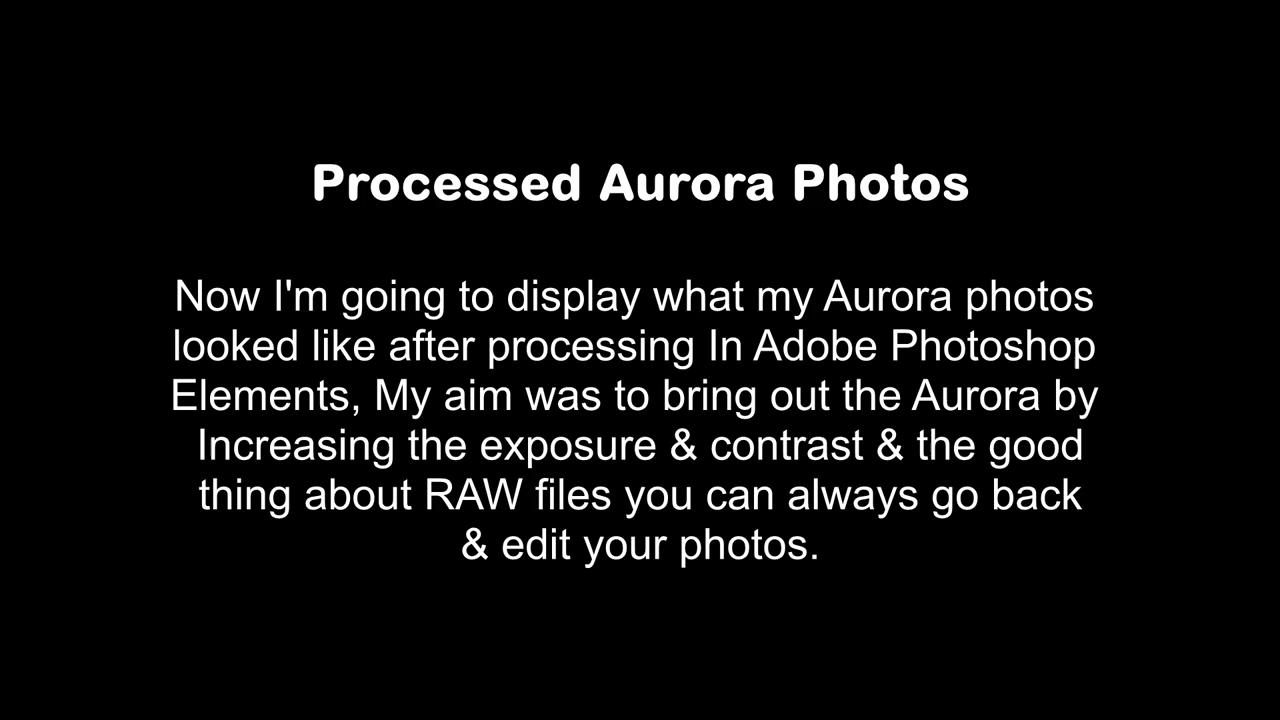 Processed Aurora Photos
Now I'm going to display what my Aurora photos
looked like after processing In Adobe Photoshop
Elements, My aim was to bring out the Aurora by
Increasing the exposure & contrast & the good
thing about RAW files you can always go back
& edit your photos.